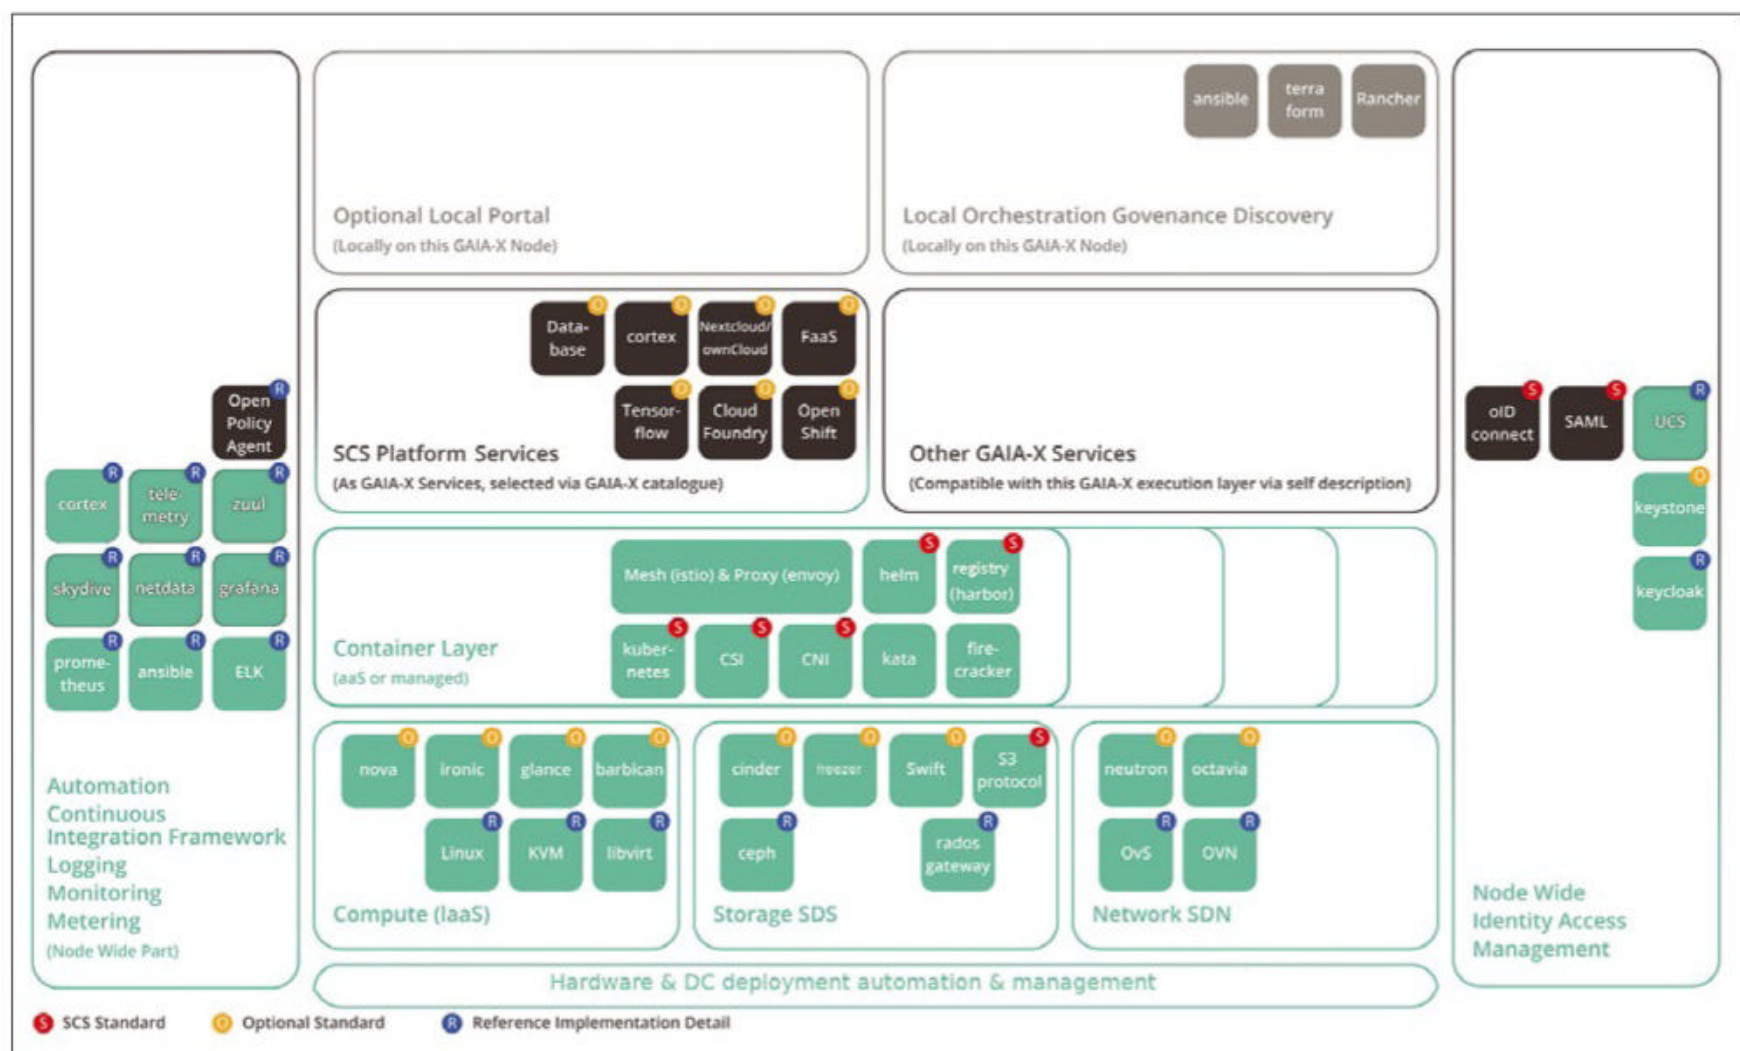 ansible
terra
form
Rancher
Optional Local Portal
(Locally on this GAIA-X Node)
Local Orchestration Govenance Discovery
(Locally on this GAIA-X Node)
O
Data-
base
O
cortex
O
Nextcloud/
ownCloud
O
FaaS
O
Tensor-
flow
O
Cloud
Foundry
O
Open
Shift
SCS Platform Services
(As GAIA-X Services, selected via GAIA-X catalogue)
Other GAIA-X Services
(Compatible with this GAIA-X execution layer via self description)
R
Open
Policy
Agent
R
cortex
R
tele-
metry
R
zuul
R
skydive
R
netdata
R
grafana
R
prome-
theus
R
ansible
R
ELK
Automation
Continuous
Integration Framework
Logging
Monitoring
Metering
(Node Wide Part)
Mesh (istio) & Proxy (envoy)
S
helm
S
registry
(harbor)
S
kuber-
netes
S
CSI
S
CNI
kata
fire-
cracker
Container Layer
(aaS or managed)
O
nova
O
ironic
O
glance
O
barbican
R
Linux
R
KVM
R
libvirt
Compute (IaaS)
O
cinder
O
freezer
O
Swift
S
S3
protocol
R
ceph
R
rados
gateway
Storage SDS
O
neutron
O
octavia
R
OvS
R
OVN
Network SDN
S
oID
connect
S
SAML
R
UCS
O
keystone
R
keycloak
Node Wide
Identity Access
Management
Hardware & DC deployment automation & management
S SCS Standard
O Optional Standard
R Reference Implementation Detail